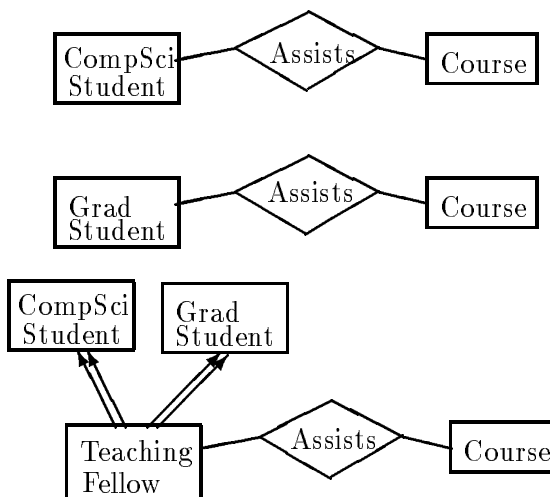 CompSci
Student
Assists
Course
Grad
Student
Assists
Course
CompSci
Student
Grad
Student
Teaching
Fellow
Assists
Course